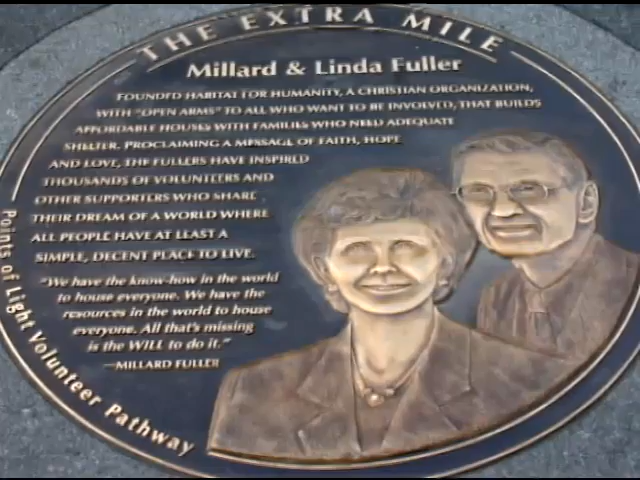 THE EXTRA MILE
Millard & Linda Fuller
FOUNDED HABITAT FOR HUMANITY, A CHRISTIAN ORGANIZATION,
WITH "OPEN ARMS" TO ALL WHO WANT TO BE INVOLVED, THAT BUILDS
AFFORDABLE HOUSES WITH FAMILIES WHO NEED ADEQUATE
SHELTER. PROCLAIMING A MESSAGE OF FAITH, HOPE
AND LOVE, THE FULLERS HAVE INSPIRED
THOUSANDS OF VOLUNTEERS AND
OTHER SUPPORTERS WHO SHARE
THEIR DREAM OF A WORLD WHERE
ALL PEOPLE HAVE AT LEAST A
SIMPLE, DECENT PLACE TO LIVE.
"We have the know-how in the world
to house everyone. We have the
resources in the world to house
everyone. All that's missing
is the WILL to do it."
—MILLARD FULLER
Points of Light Volunteer Pathway